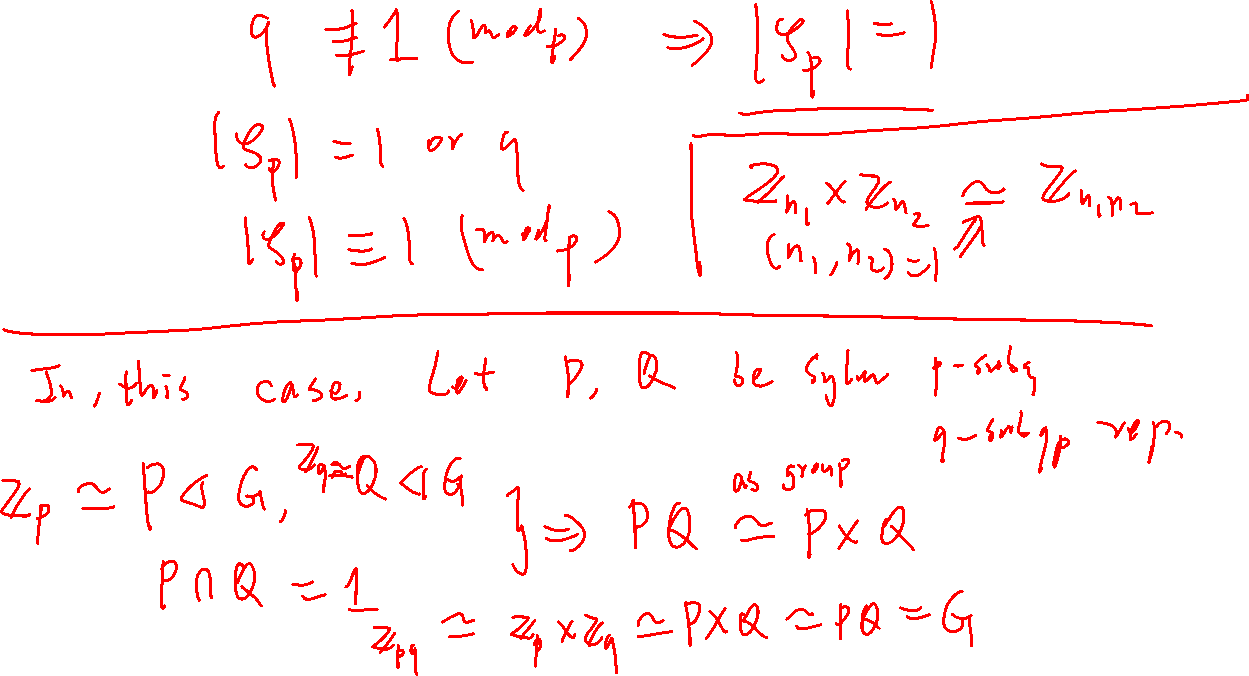 q ≢ 1 (mod p) ⇒ |𝒮_p| = 1
|𝒮_p| = 1 or q
|𝒮_p| ≡ 1 (mod p)
ℤ_{n_1} × ℤ_{n_2} ≃ ℤ_{n_1 n_2}
(n_1, n_2) = 1 ⇗
In, this case. Let P, Q be Sylow p-subg
q-subgp rep.
ℤ_p ≃ P ◁ G, ℤ_q ≃ Q ◁ G } ⇒ PQ ≃ P × Q
as group
P ∩ Q = 1
ℤ_{pq} ≃ ℤ_p × ℤ_q ≃ P × Q ≃ PQ = G